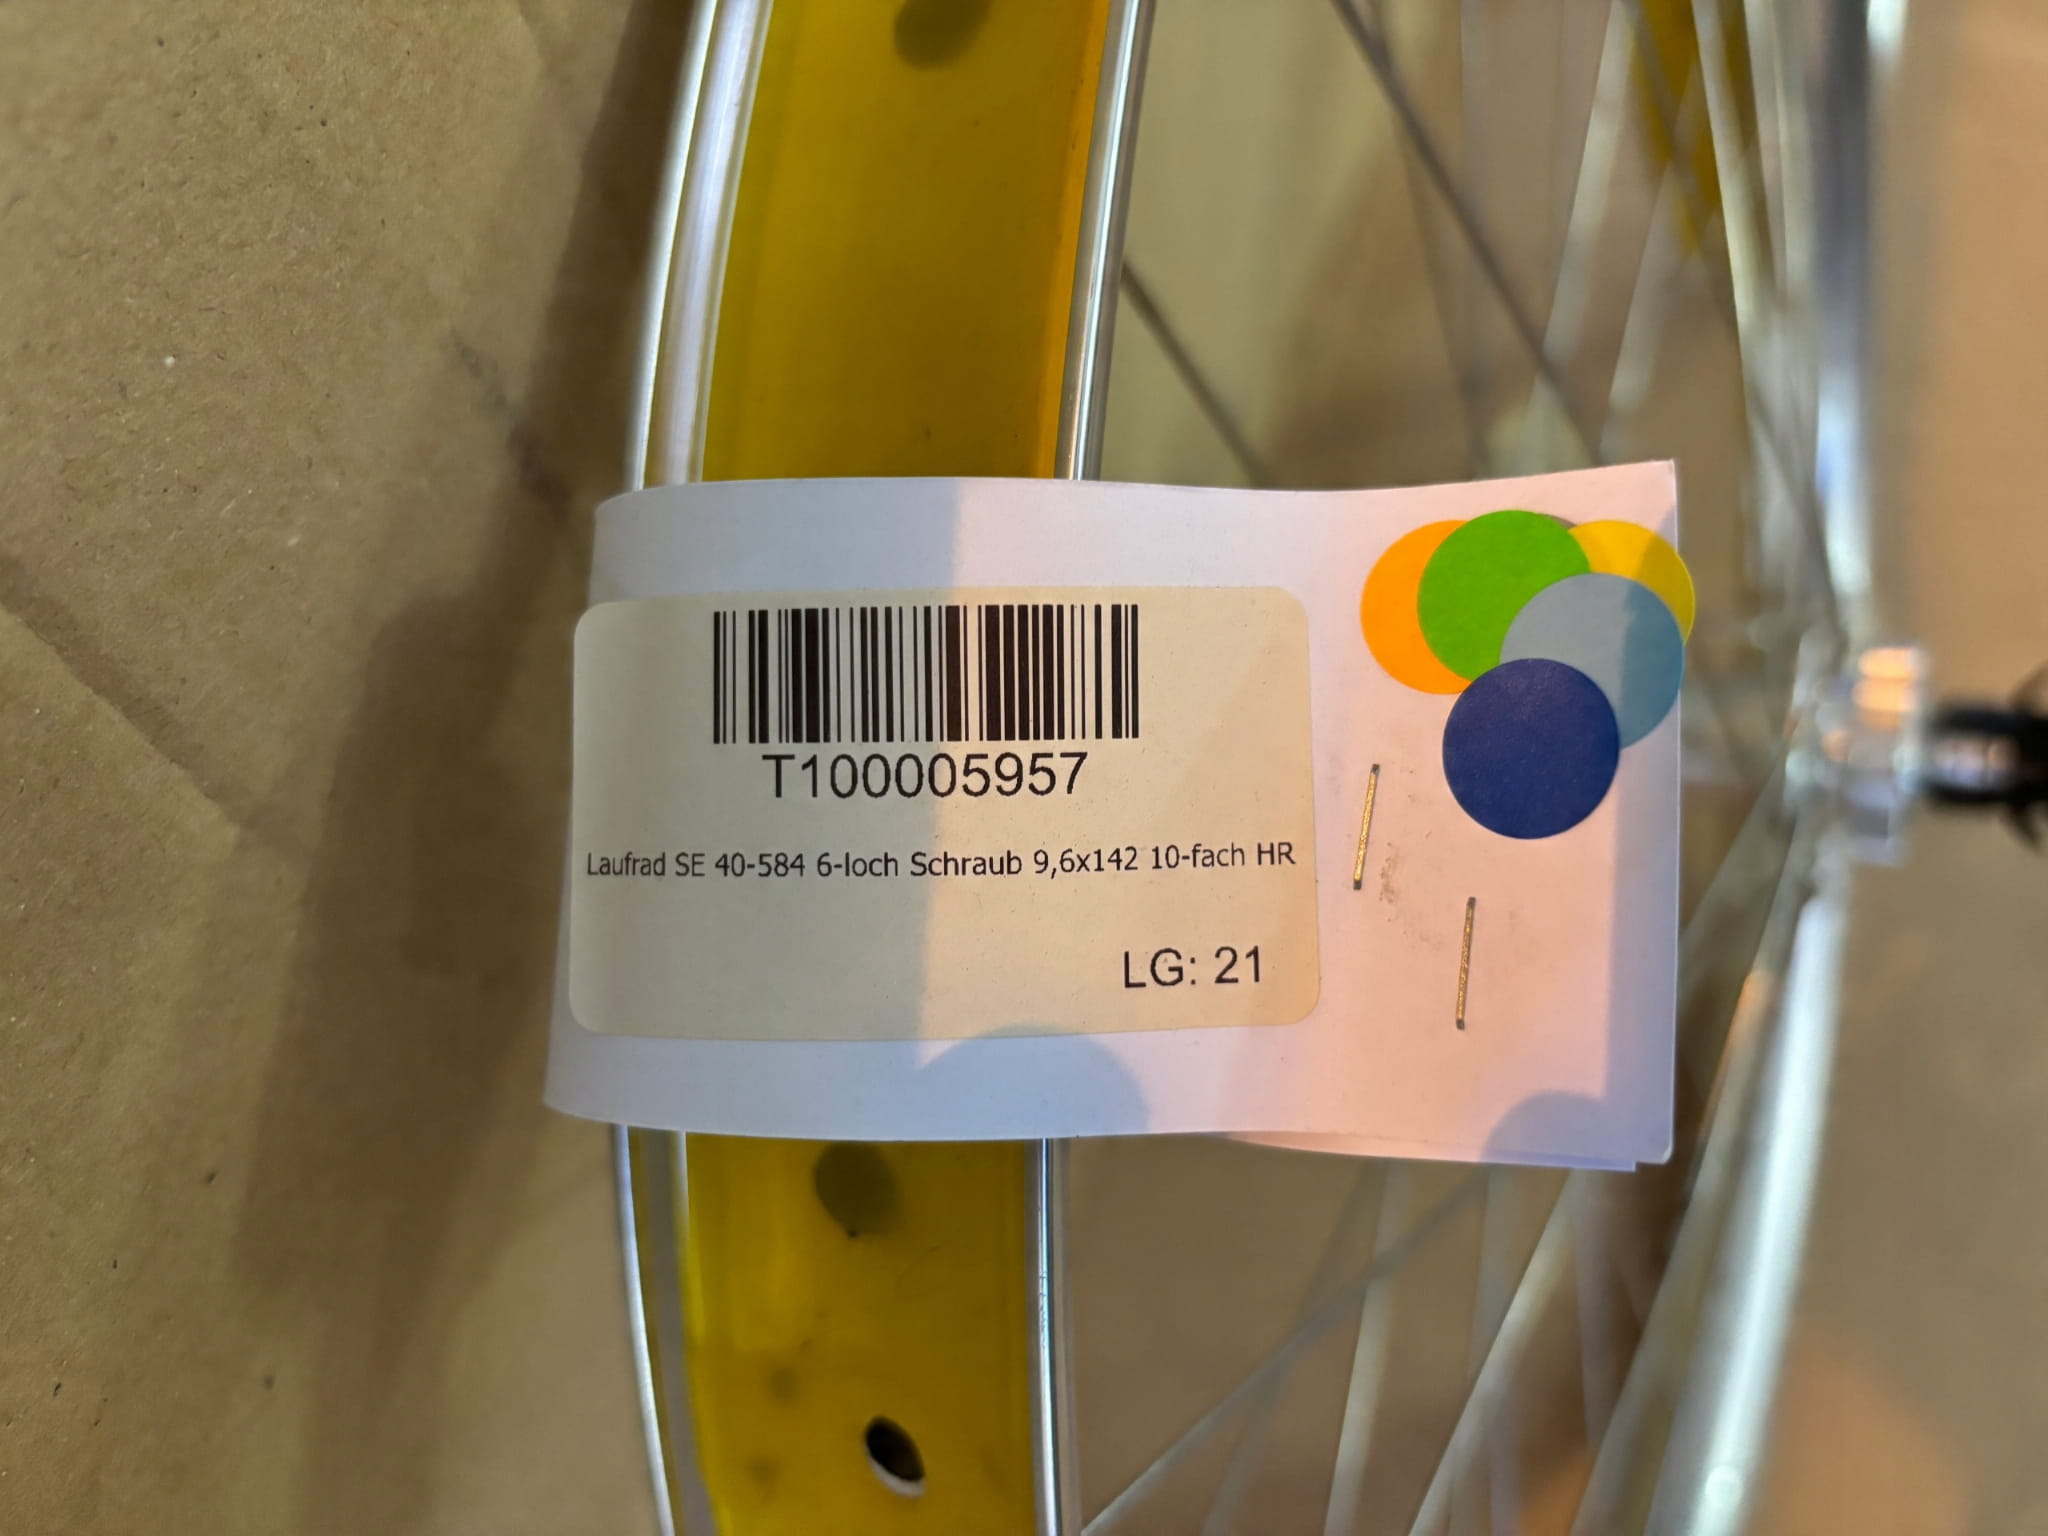 T100005957
Laufrad SE 40-584 6-loch Schraub 9,6x142 10-fach HR
LG: 21